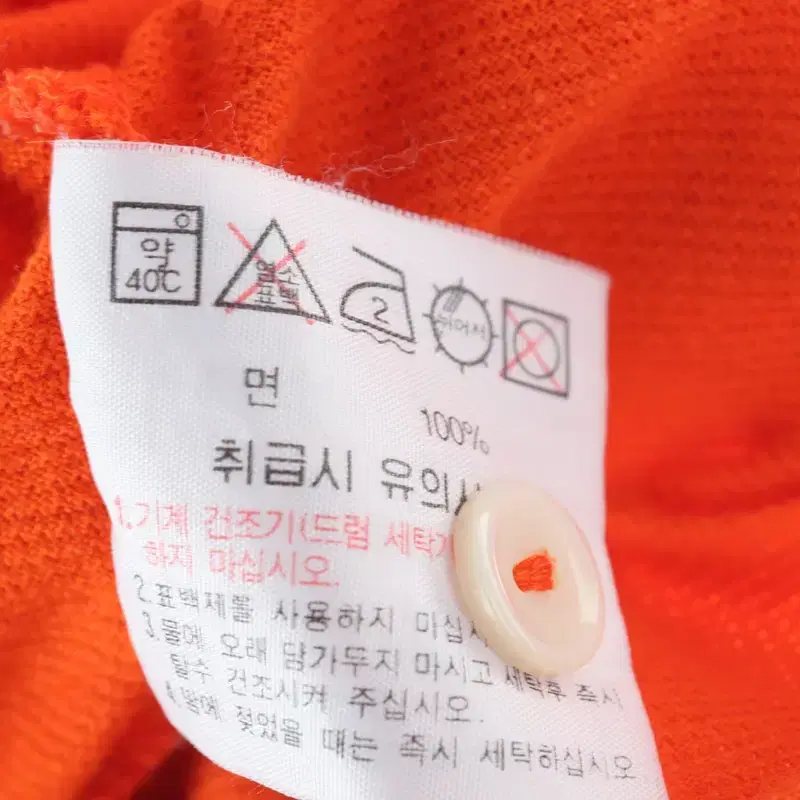 약
40C
염소
표백
2
뉘어서
면
100%
취급시 유의
1.기계 건조기(드럼 세탁
하지 마십시오.
2.표백제를 사용하지 마십시
3.물에 오래 담가두지 마시고 세탁후 즉시
탈수 건조시켜 주십시오.
4.땀에 젖었을 때는 즉시 세탁하십시오